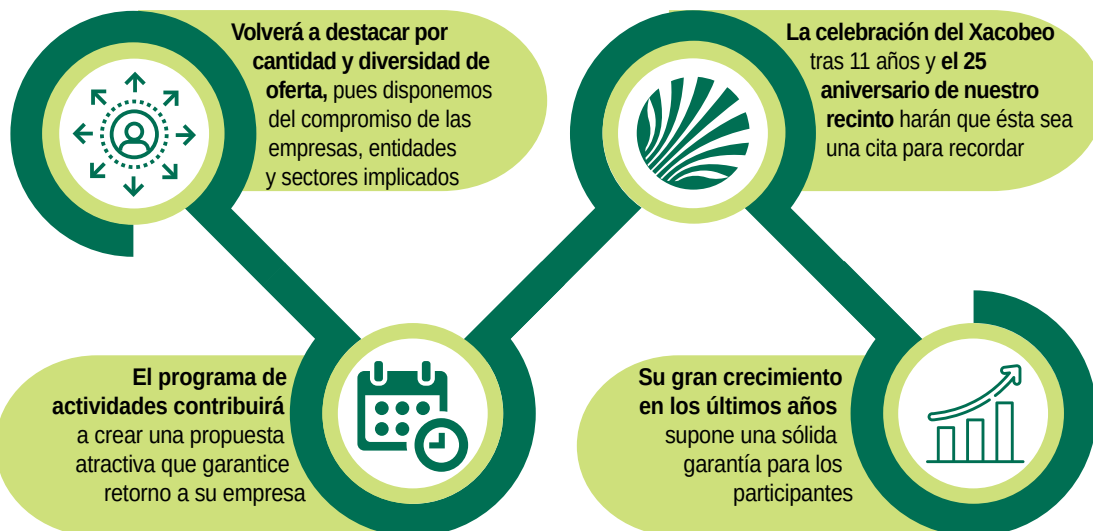 Volverá a destacar por
cantidad y diversidad de
oferta, pues disponemos
del compromiso de las
empresas, entidades
y sectores implicados
El programa de
actividades contribuirá
a crear una propuesta
atractiva que garantice
retorno a su empresa
La celebración del Xacobeo
tras 11 años y el 25
aniversario de nuestro
recinto harán que ésta sea
una cita para recordar
Su gran crecimiento
en los últimos años
supone una sólida
garantía para los
participantes